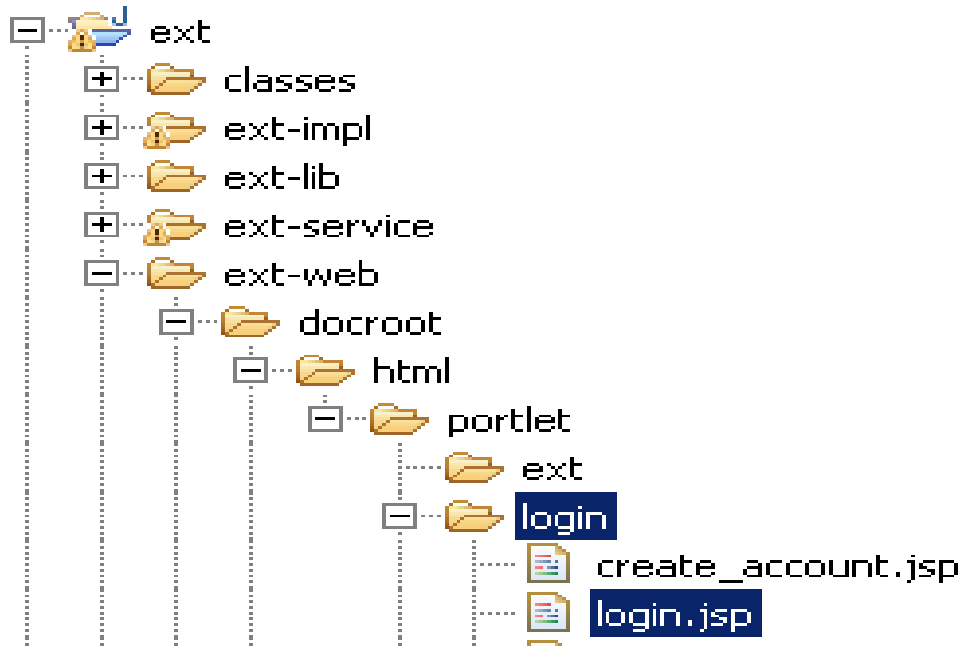 ext
classes
ext-impl
ext-lib
ext-service
ext-web
docroot
html
portlet
ext
login
create_account.jsp
login.jsp